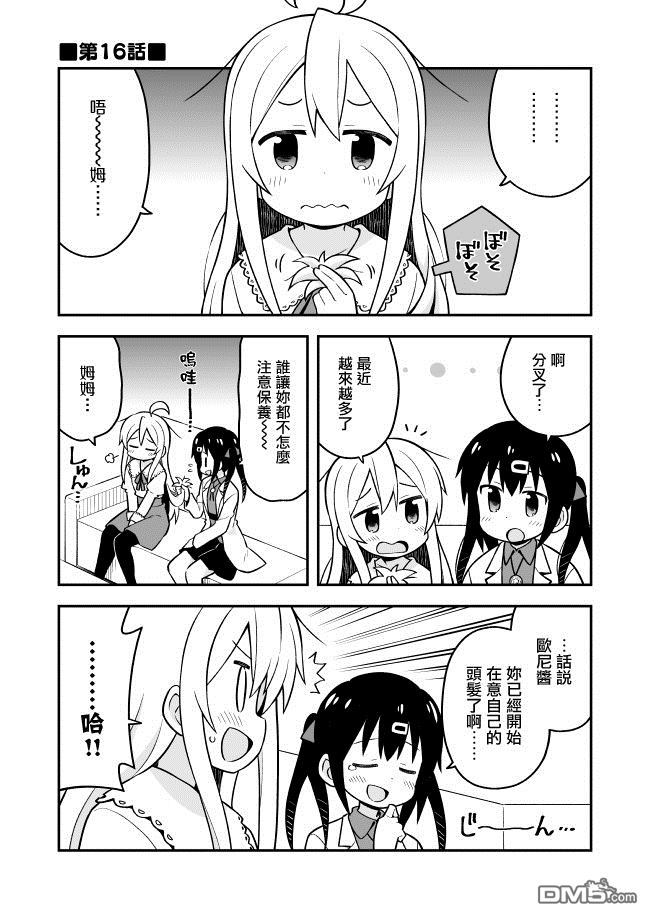 ■第16話■
…………
ぼそ
ぼそ
唔～～～姆……
啊
分叉了…
最近
越來越多了
誰讓妳都不怎麼
注意保養～～
嗚哇──…
姆姆…
しゅん…
…話說
歐尼醬
妳已經開始
在意自己的
頭髮了啊……
じ──ん…
………哈!!
DM5.com